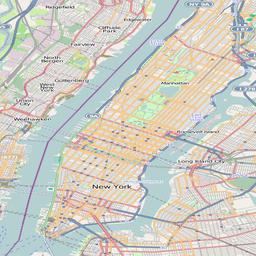 Ridgefield
Edgewater
Cliffside
Park
Fairview
North
Bergen
Guttenberg
West
New
York
Union
City
Weehawken
Manhattan
Roosevelt Island
Long Island City
New York